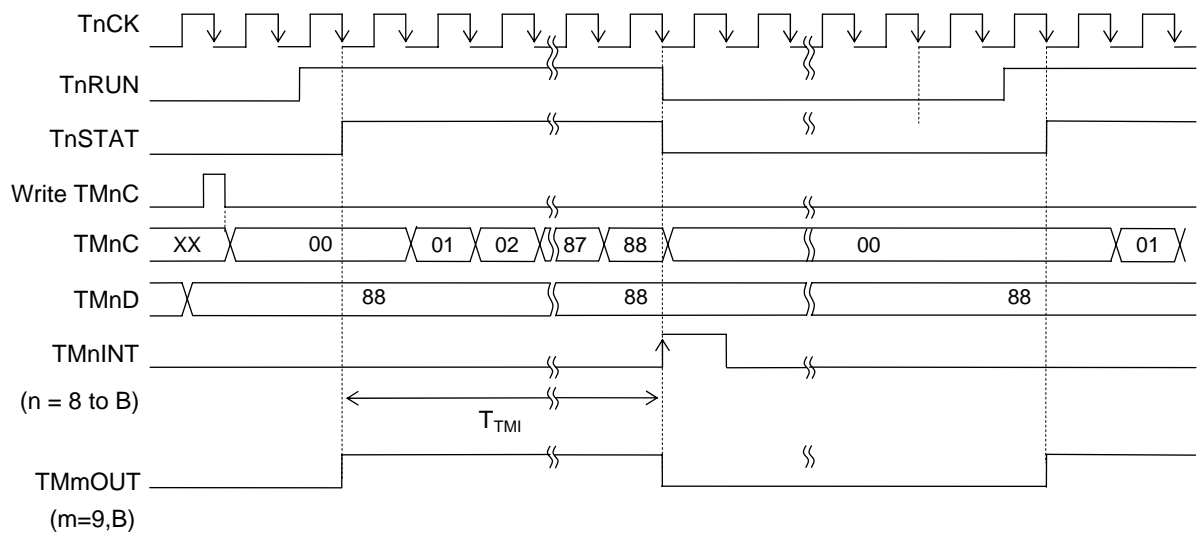 TnCK
TnRUN
TnSTAT
Write TMnC
TMnC XX 00 01 02 87 88 00 01
TMnD 88 88 88
TMnINT
(n = 8 to B)
TTMI
TMmOUT
(m=9,B)